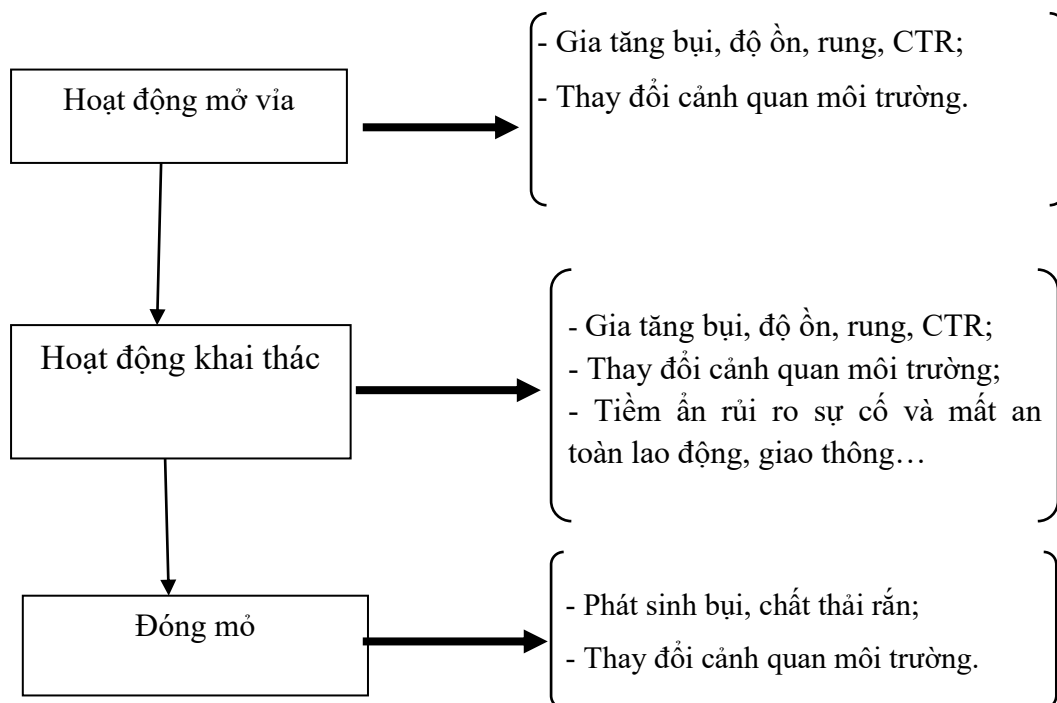 Hoạt động mở vỉa
- Gia tăng bụi, độ ồn, rung, CTR;
- Thay đổi cảnh quan môi trường.
Hoạt động khai thác
- Gia tăng bụi, độ ồn, rung, CTR;
- Thay đổi cảnh quan môi trường;
- Tiềm ẩn rủi ro sự cố và mất an
toàn lao động, giao thông…
Đóng mỏ
- Phát sinh bụi, chất thải rắn;
- Thay đổi cảnh quan môi trường.